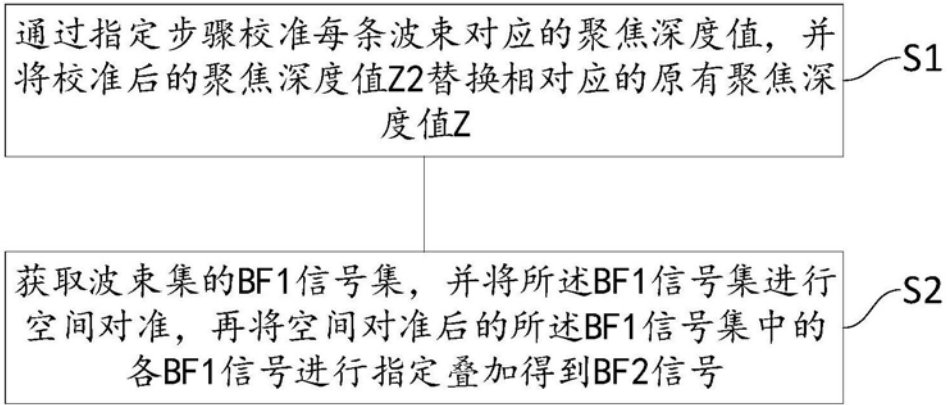 通过指定步骤校准每条波束对应的聚焦深度值，并
将校准后的聚焦深度值Z2替换相对应的原有聚焦深
度值Z
S1
获取波束集的BF1信号集，并将所述BF1信号集进行
空间对准，再将空间对准后的所述BF1信号集中的
各BF1信号进行指定叠加得到BF2信号
S2